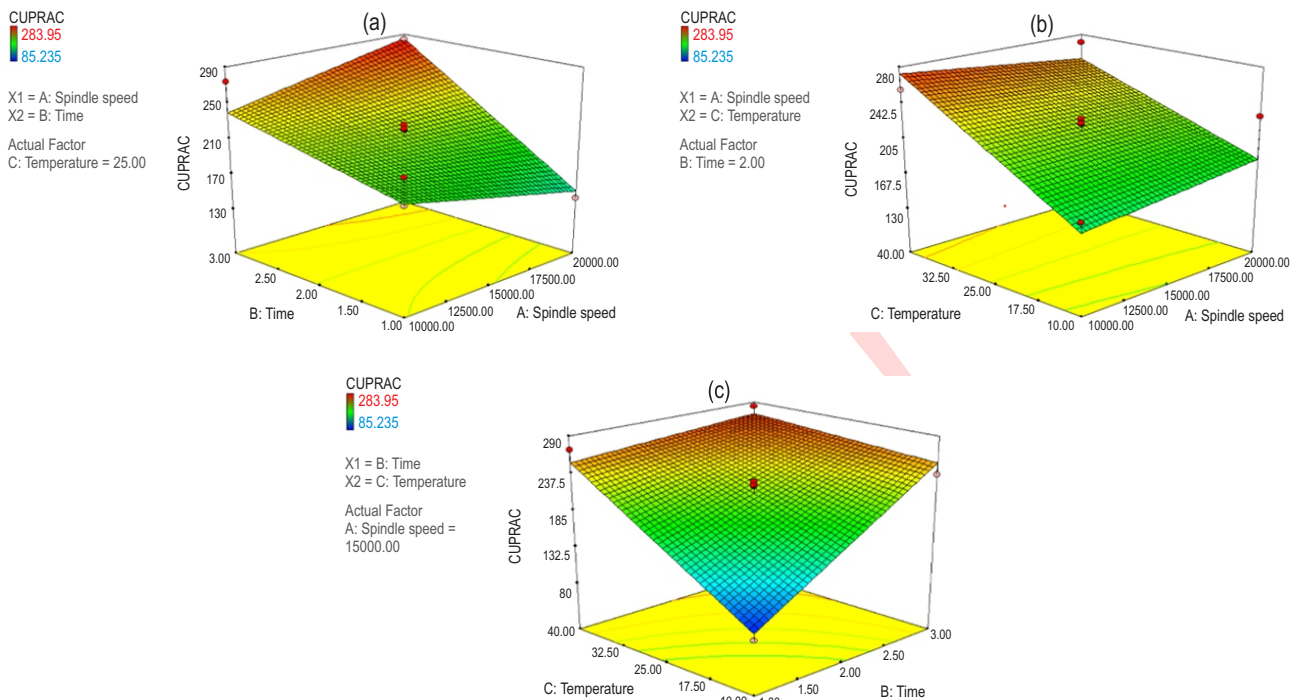 CUPRAC
283.95
85.235
X1 = A: Spindle speed
X2 = B: Time
Actual Factor
C: Temperature = 25.00
(a)
CUPRAC
290
250
210
170
130
3.00
2.50
2.00
1.50
1.00
B: Time
10000.00
12500.00
15000.00
17500.00
20000.00
A: Spindle speed
CUPRAC
283.95
85.235
X1 = A: Spindle speed
X2 = C: Temperature
Actual Factor
B: Time = 2.00
(b)
CUPRAC
280
242.5
205
167.5
130
40.00
32.50
25.00
17.50
10.00
C: Temperature
10000.00
12500.00
15000.00
17500.00
20000.00
A: Spindle speed
CUPRAC
283.95
85.235
X1 = B: Time
X2 = C: Temperature
Actual Factor
A: Spindle speed =
15000.00
(c)
CUPRAC
290
237.5
185
132.5
80
40.00
32.50
25.00
17.50
C: Temperature
1.50
2.00
2.50
3.00
B: Time